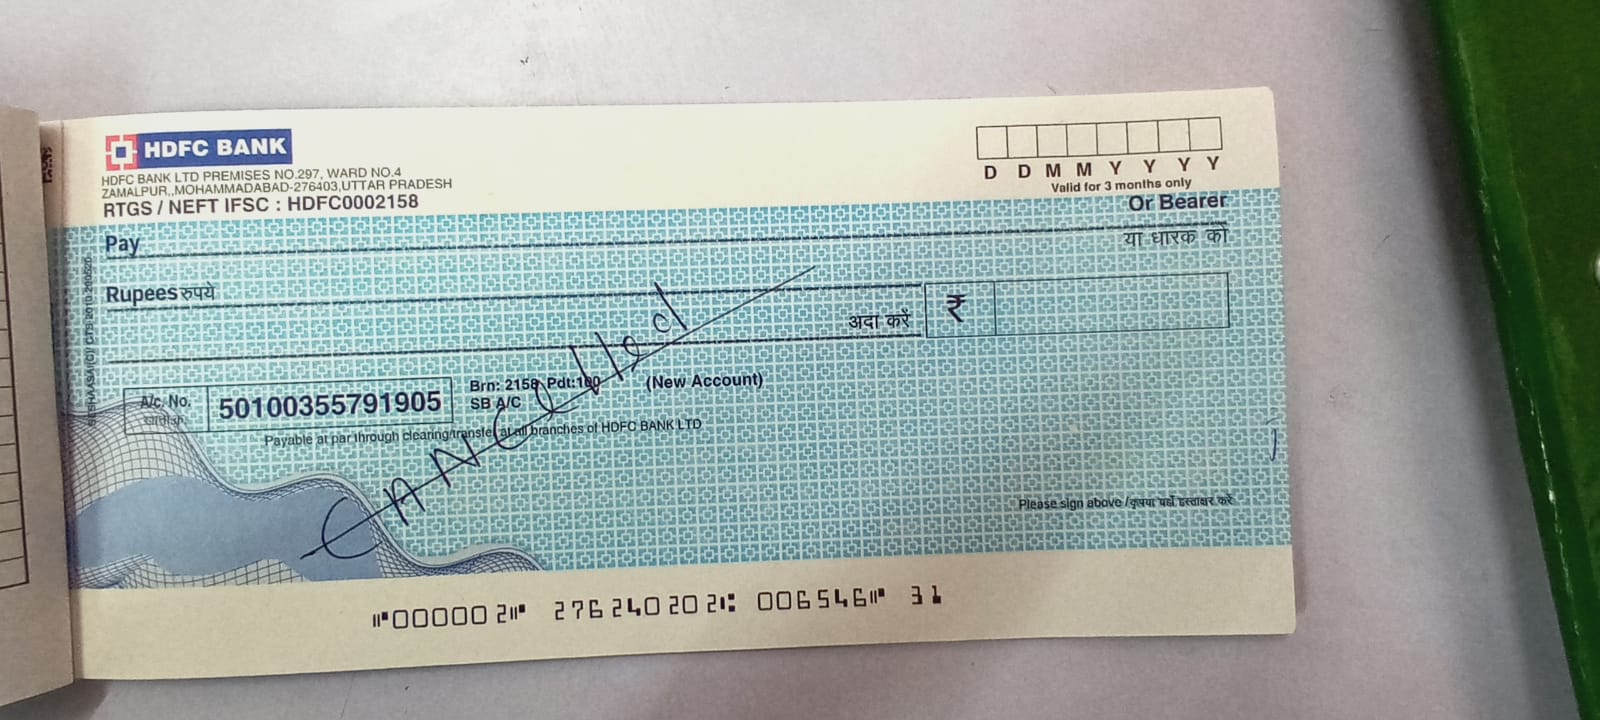 HDFC BANK
HDFC BANK LTD PREMISES NO.297, WARD NO.4
ZAMALPUR,,MOHAMMADABAD-276403,UTTAR PRADESH
RTGS / NEFT IFSC : HDFC0002158
D D M M Y Y Y Y
Valid for 3 months only
Pay
Or Bearer
या धारक को
Rupees रुपये
अदा करें
₹
A/c. No.
50100355791905
Brn: 2158 Pdt:100 (New Account)
SB A/C
Payable at par through clearing/transfer at all branches of HDFC BANK LTD
CANCelled
Please sign above / कृपया यहाँ हस्ताक्षर करें
⑈000002⑈ 276240202⑆ 006546⑈ 31